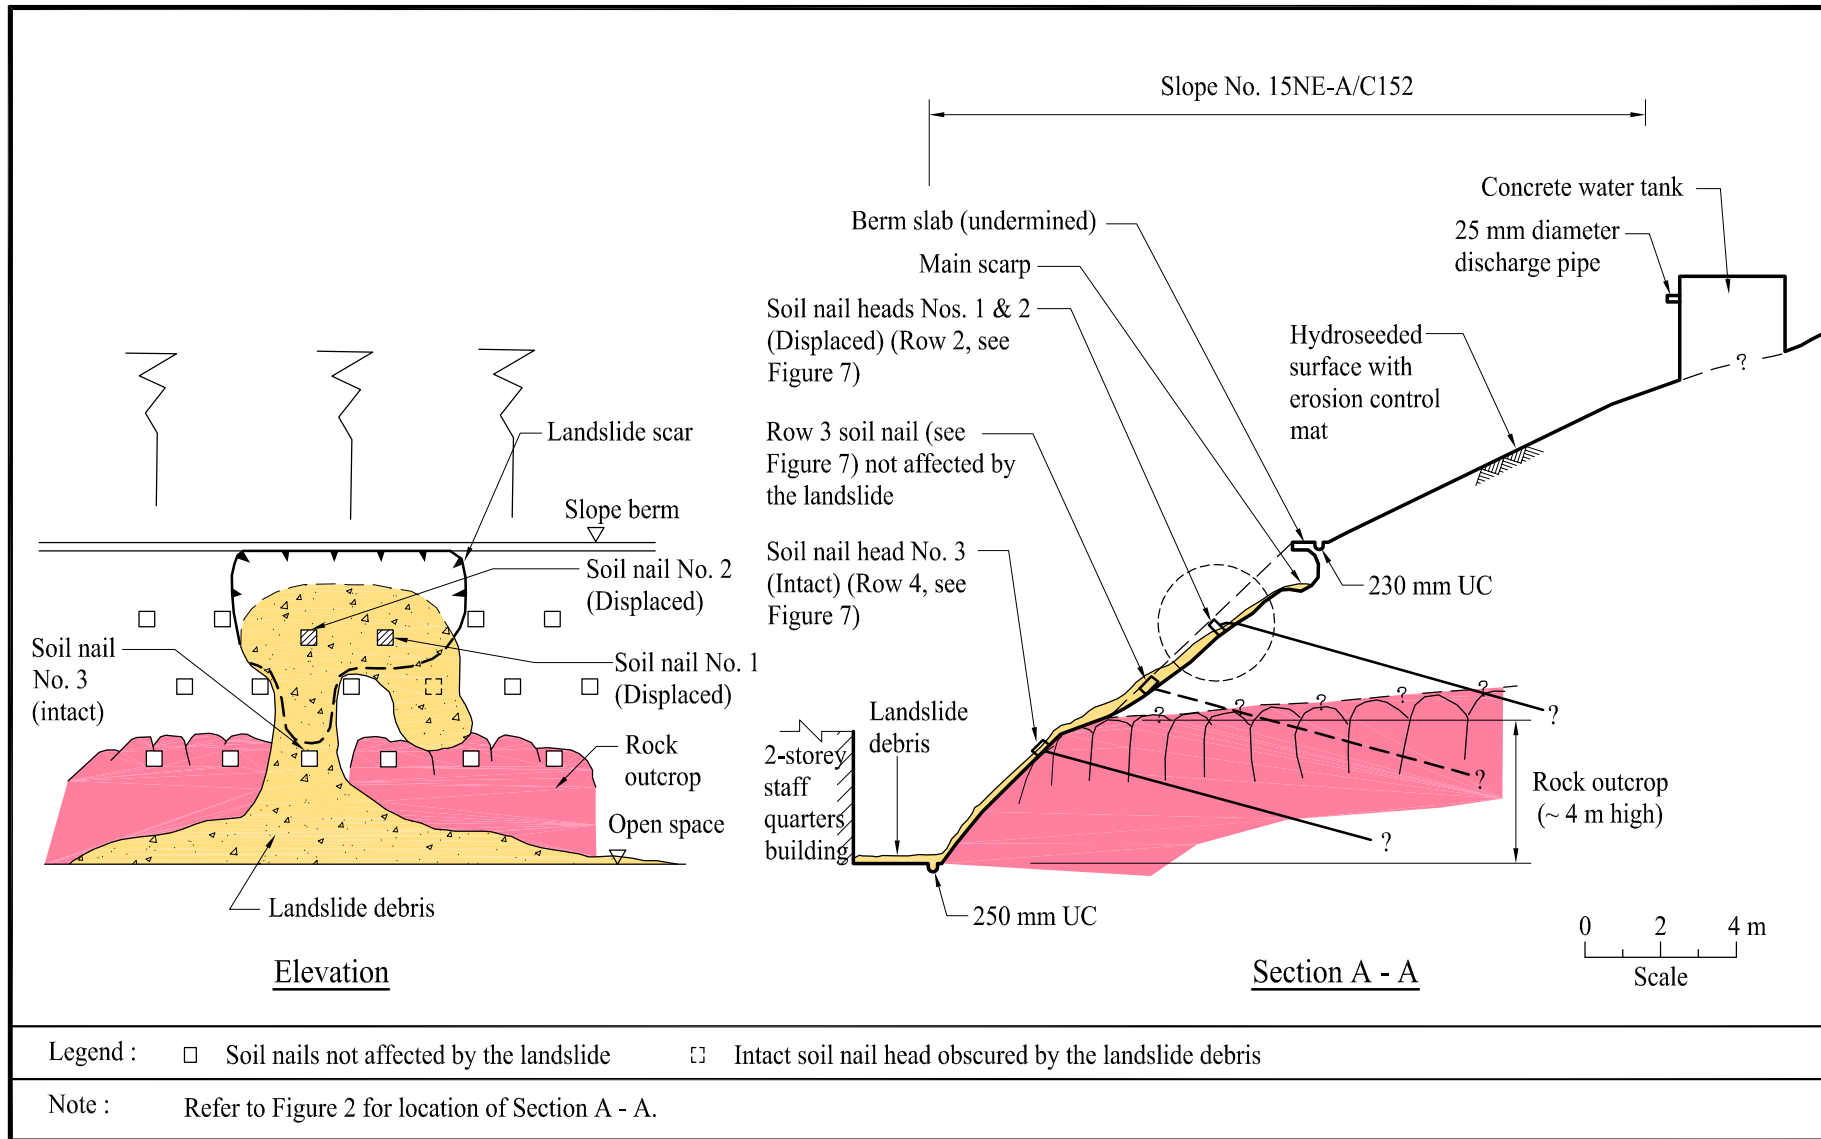 Slope No. 15NE-A/C152
Concrete water tank
25 mm diameter
discharge pipe
Berm slab (undermined)
Main scarp
Soil nail heads Nos. 1 & 2
(Displaced) (Row 2, see
Figure 7)
Hydroseeded
surface with
erosion control
mat
?
Row 3 soil nail (see
Figure 7) not affected by
the landslide
Soil nail head No. 3
(Intact) (Row 4, see
Figure 7)
230 mm UC
Landslide scar
Slope berm
Soil nail No. 2
(Displaced)
Soil nail
No. 3
(intact)
Soil nail No. 1
(Displaced)
Rock
outcrop
Open space
Landslide debris
Landslide
debris
2-storey
staff
quarters
building
? ? ? ? ? ?
?
?
?
Rock outcrop
(~ 4 m high)
250 mm UC
0 2 4 m
Scale
Elevation
Section A - A
Legend : Soil nails not affected by the landslide Intact soil nail head obscured by the landslide debris
Note : Refer to Figure 2 for location of Section A - A.